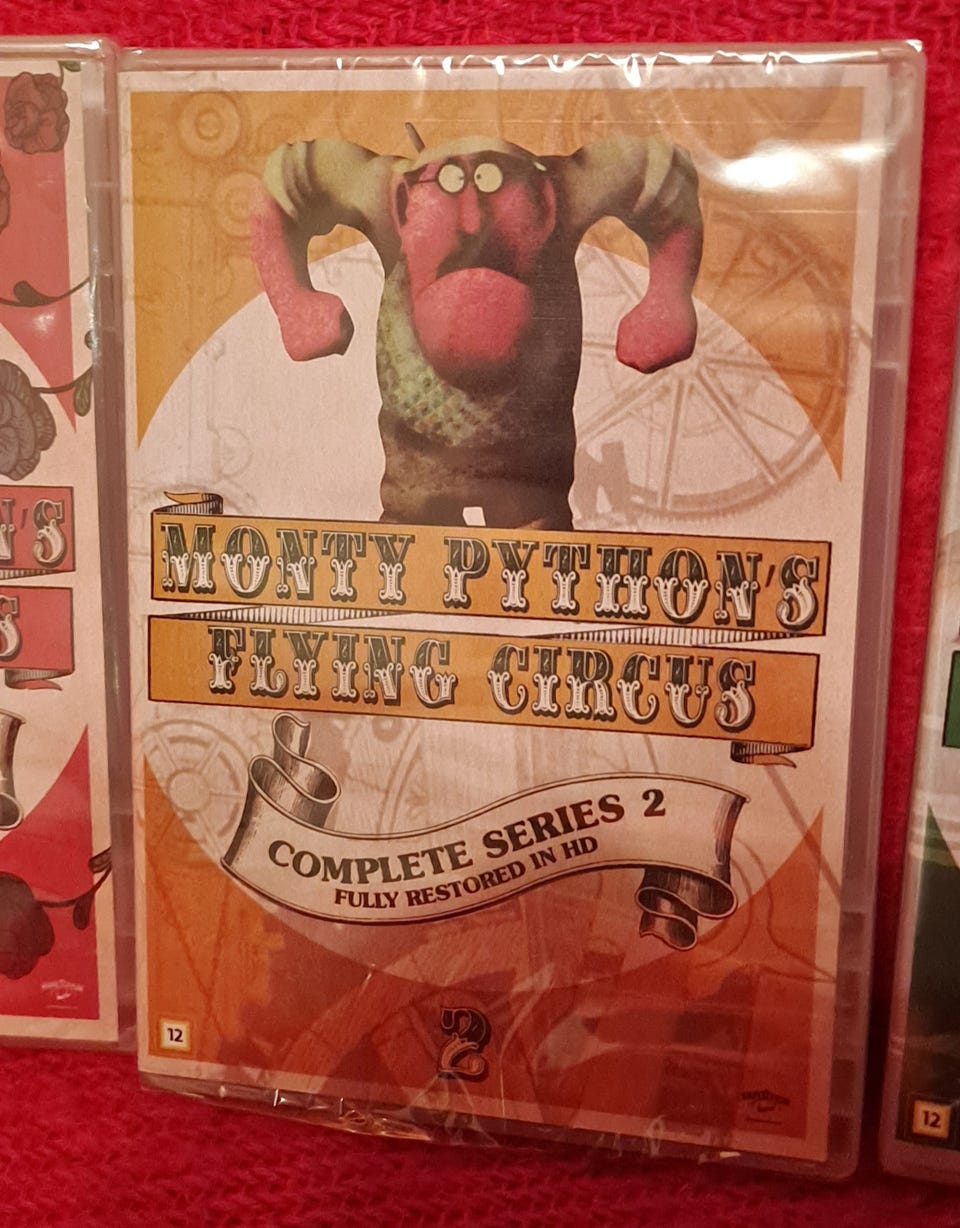 N'S
S
MONTY PYTHON'S
FLYING CIRCUS
COMPLETE SERIES 2
FULLY RESTORED IN HD
2
12
12